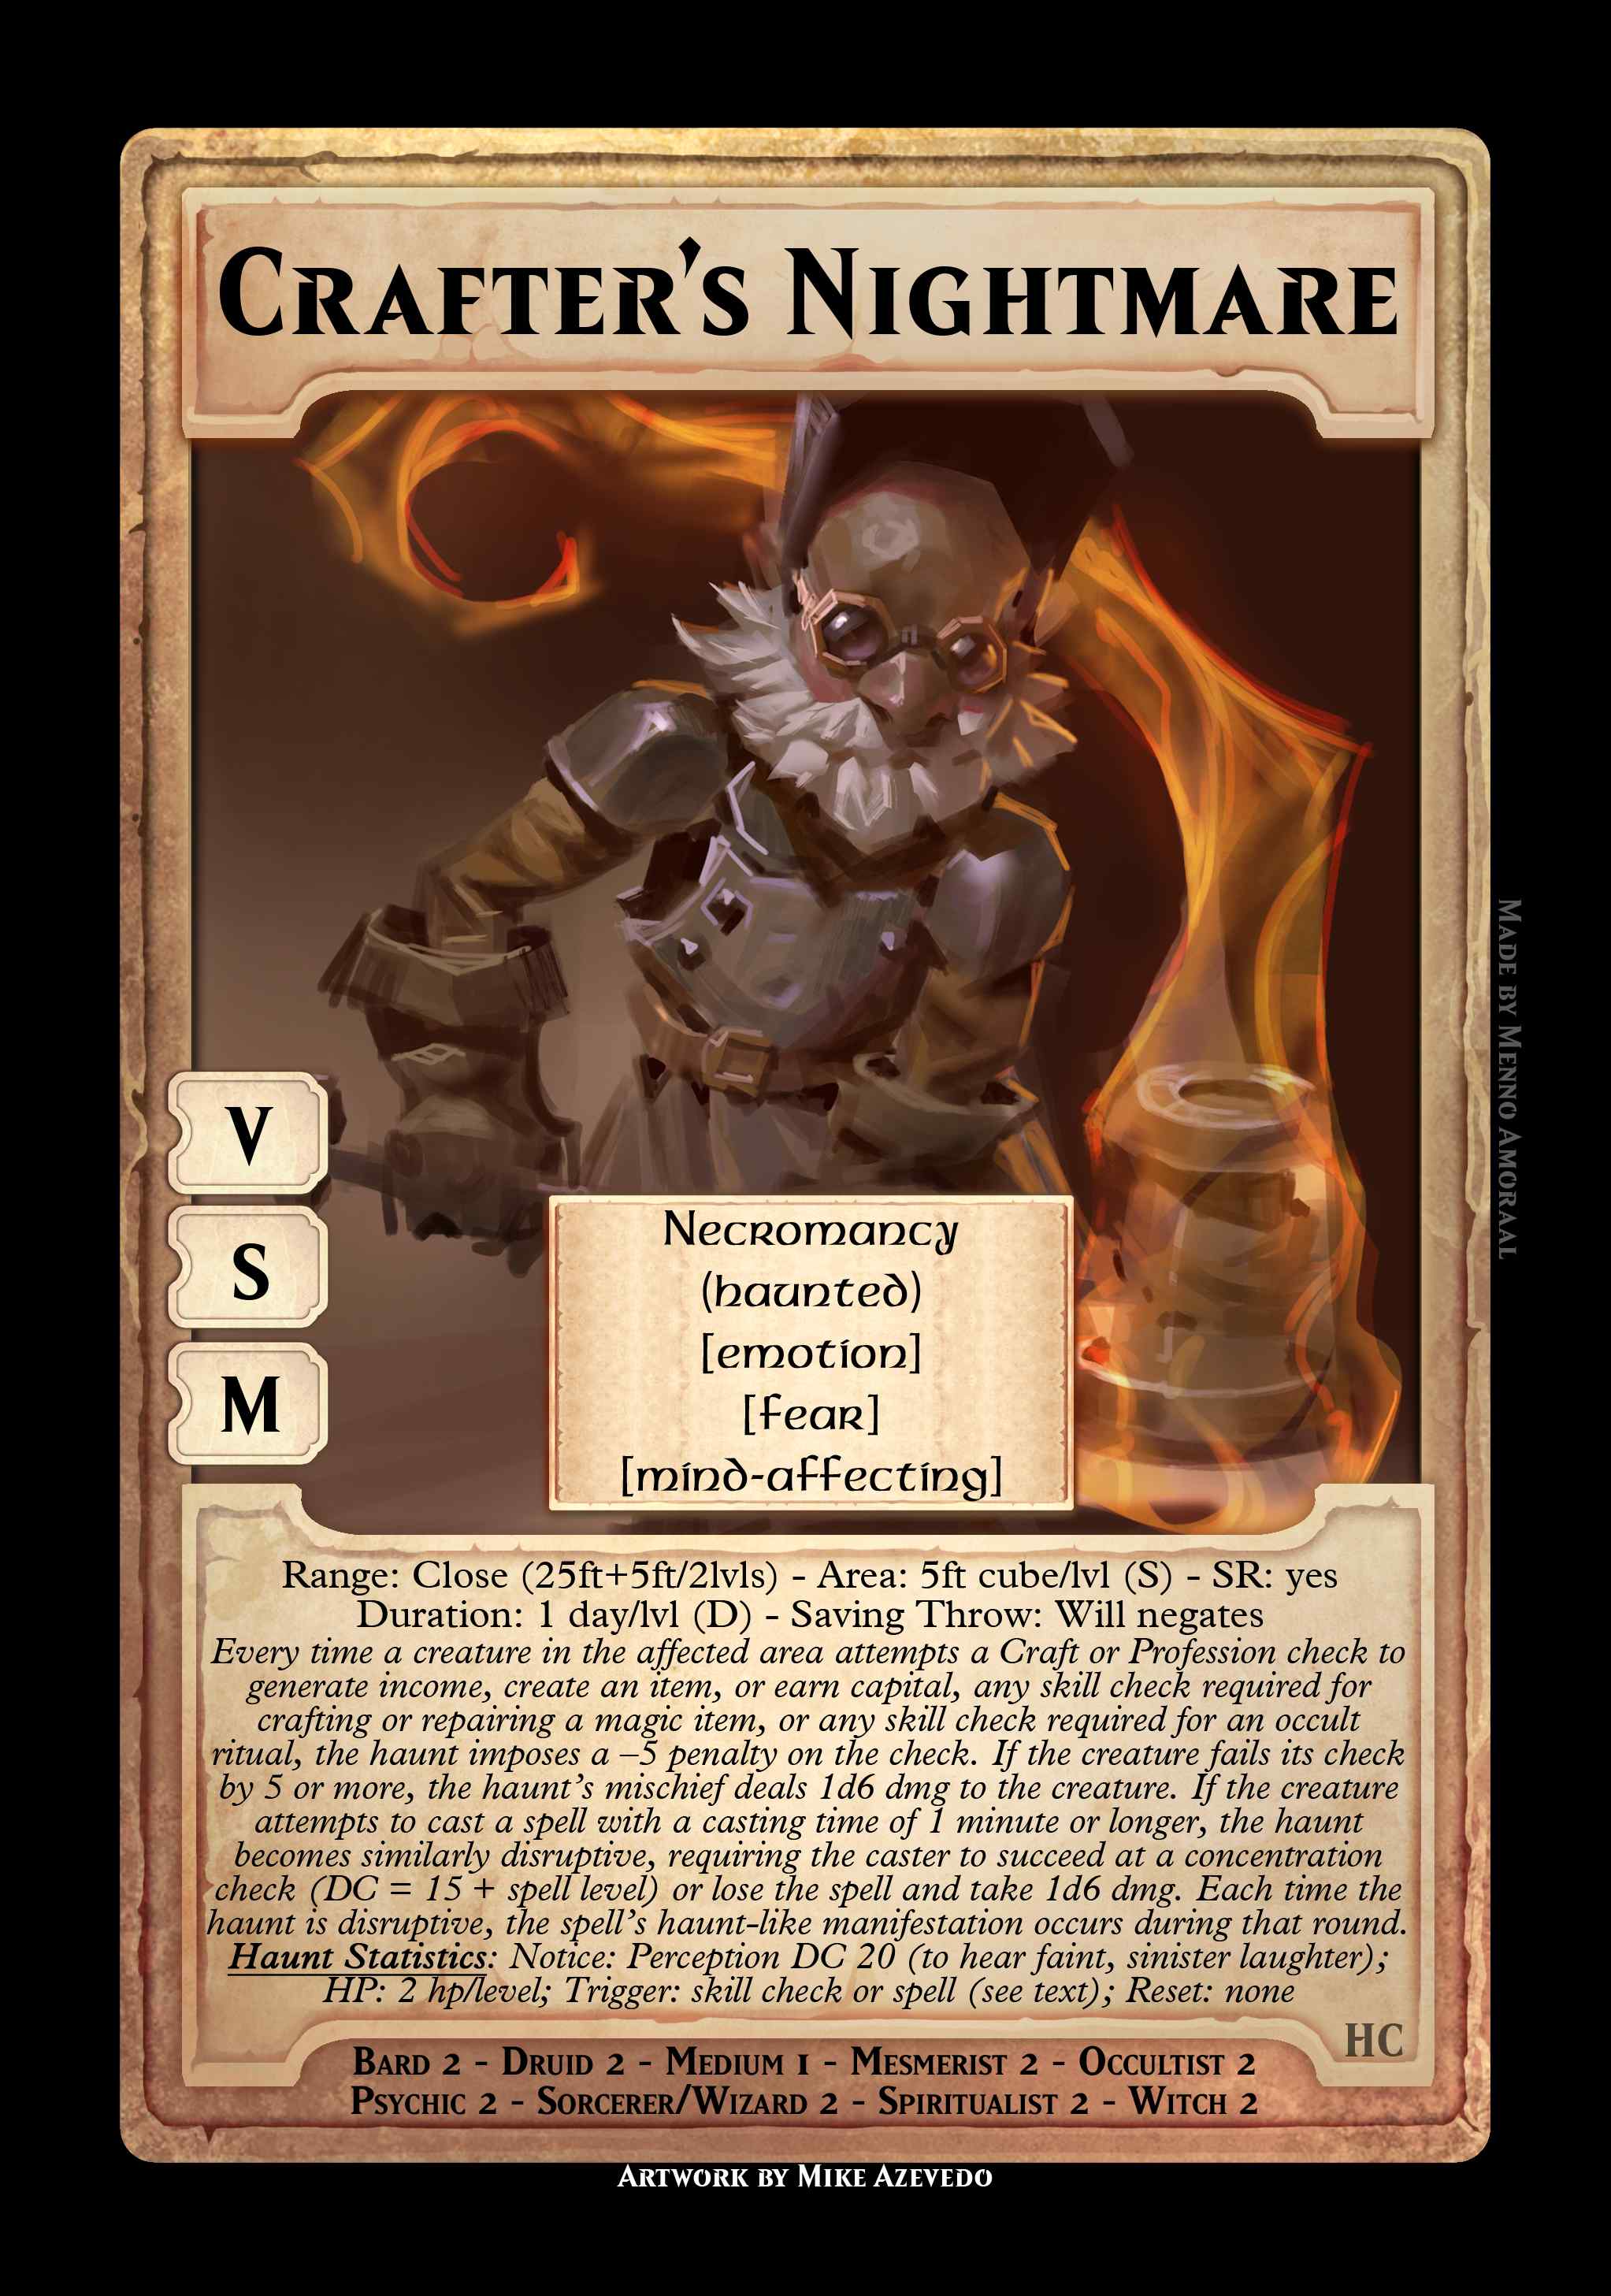 Crafter's Nightmare
V
S
M
Necromancy
(haunted)
[emotion]
[fear]
[mind-affecting]
Range: Close (25ft+5ft/2lvls) - Area: 5ft cube/lvl (S) - SR: yes
Duration: 1 day/lvl (D) - Saving Throw: Will negates
Every time a creature in the affected area attempts a Craft or Profession check to
generate income, create an item, or earn capital, any skill check required for
crafting or repairing a magic item, or any skill check required for an occult
ritual, the haunt imposes a –5 penalty on the check. If the creature fails its check
by 5 or more, the haunt's mischief deals 1d6 dmg to the creature. If the creature
attempts to cast a spell with a casting time of 1 minute or longer, the haunt
becomes similarly disruptive, requiring the caster to succeed at a concentration
check (DC = 15 + spell level) or lose the spell and take 1d6 dmg. Each time the
haunt is disruptive, the spell's haunt-like manifestation occurs during that round.
Haunt Statistics: Notice: Perception DC 20 (to hear faint, sinister laughter);
HP: 2 hp/level; Trigger: skill check or spell (see text); Reset: none
HC
Bard 2 - Druid 2 - Medium 1 - Mesmerist 2 - Occultist 2
Psychic 2 - Sorcerer/Wizard 2 - Spiritualist 2 - Witch 2
Artwork by Mike Azevedo
Made by Menno Amoraal